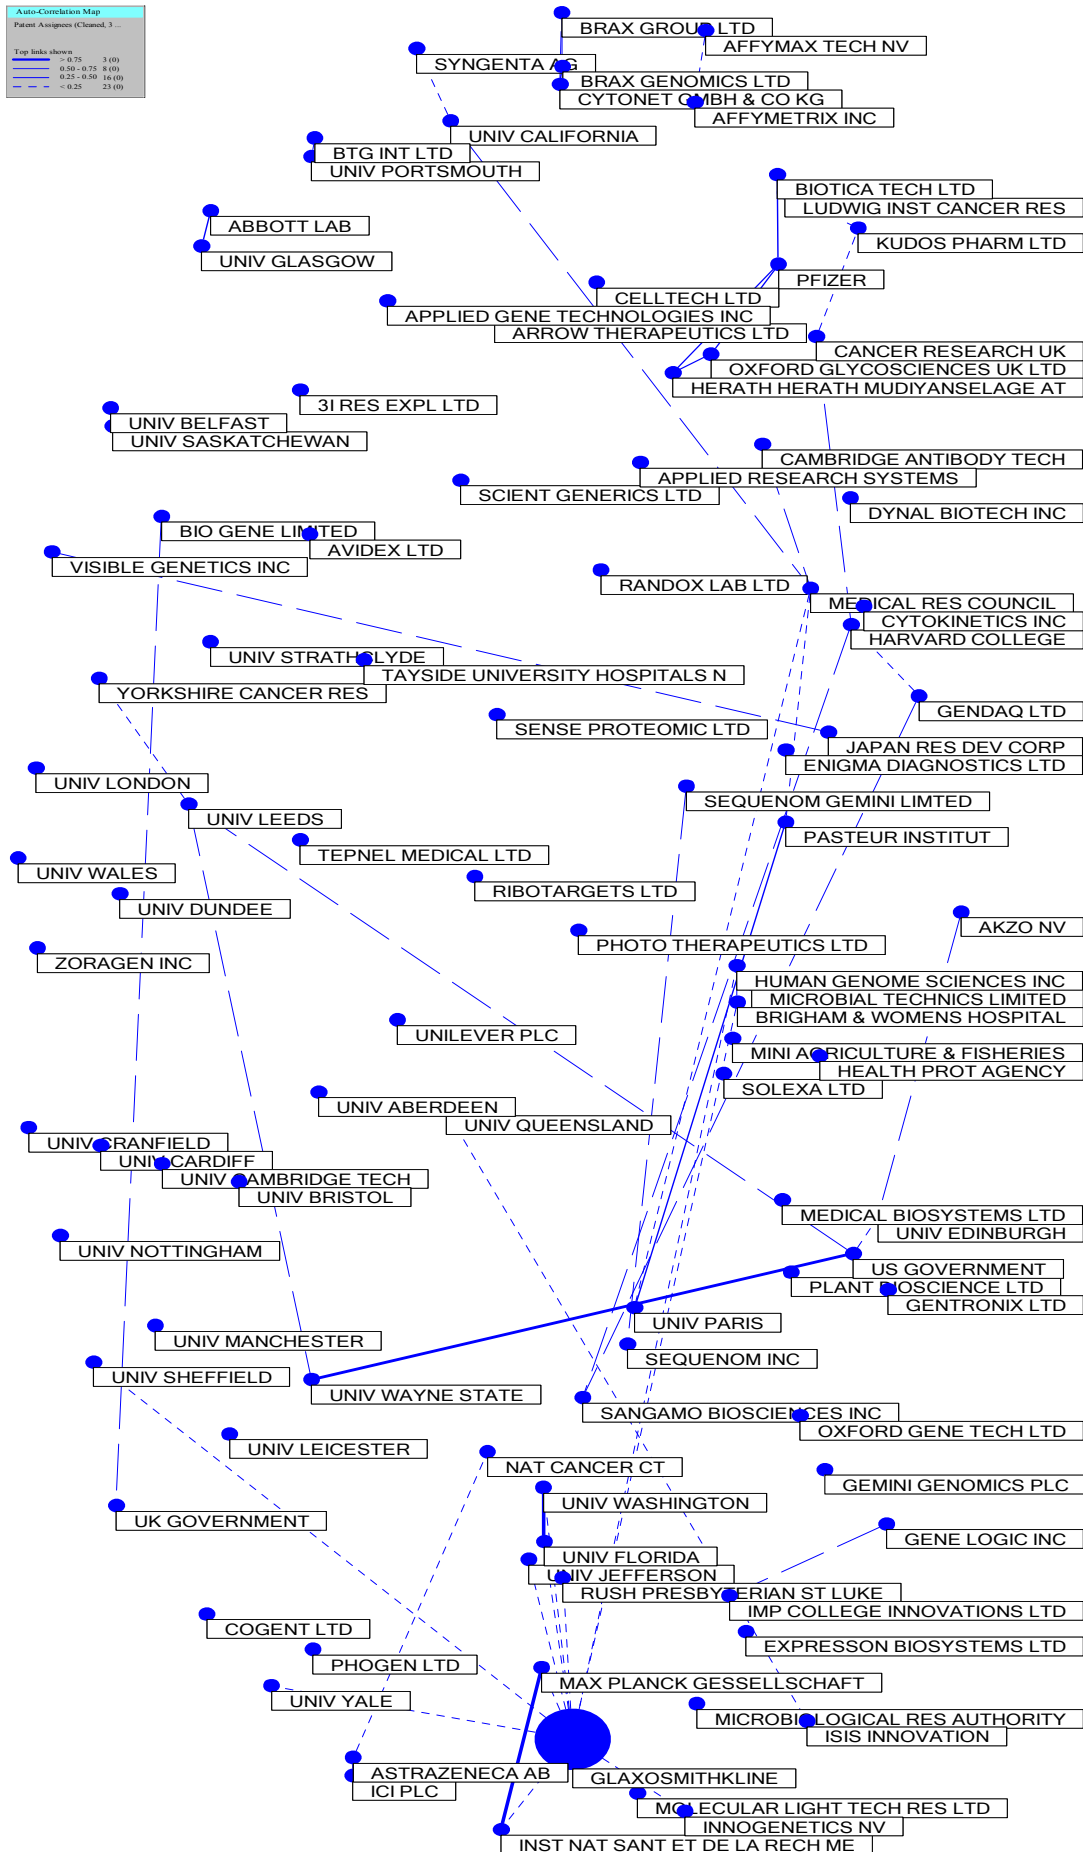 Auto-Correlation Map
Patent Assignees (Cleaned, 3 ...
Top links shown
> 0.75 3 (0)
0.50 - 0.75 8 (0)
0.25 - 0.50 16 (0)
< 0.25 23 (0)
BRAX GROUP LTD
AFFYMAX TECH NV
SYNGENTA AG
BRAX GENOMICS LTD
CYTONET GMBH & CO KG
AFFYMETRIX INC
UNIV CALIFORNIA
BTG INT LTD
UNIV PORTSMOUTH
BIOTICA TECH LTD
LUDWIG INST CANCER RES
ABBOTT LAB
KUDOS PHARM LTD
UNIV GLASGOW
PFIZER
CELLTECH LTD
APPLIED GENE TECHNOLOGIES INC
ARROW THERAPEUTICS LTD
CANCER RESEARCH UK
OXFORD GLYCOSCIENCES UK LTD
HERATH HERATH MUDIYANSELAGE AT
3I RES EXPL LTD
UNIV BELFAST
UNIV SASKATCHEWAN
CAMBRIDGE ANTIBODY TECH
APPLIED RESEARCH SYSTEMS
SCIENT GENERICS LTD
DYNAL BIOTECH INC
BIO GENE LIMITED
AVIDEX LTD
VISIBLE GENETICS INC
RANDOX LAB LTD
MEDICAL RES COUNCIL
CYTOKINETICS INC
HARVARD COLLEGE
UNIV STRATHCLYDE
TAYSIDE UNIVERSITY HOSPITALS N
YORKSHIRE CANCER RES
GENDAQ LTD
SENSE PROTEOMIC LTD
JAPAN RES DEV CORP
ENIGMA DIAGNOSTICS LTD
UNIV LONDON
SEQUENOM GEMINI LIMTED
UNIV LEEDS
PASTEUR INSTITUT
TEPNEL MEDICAL LTD
UNIV WALES
RIBOTARGETS LTD
UNIV DUNDEE
AKZO NV
PHOTO THERAPEUTICS LTD
ZORAGEN INC
HUMAN GENOME SCIENCES INC
MICROBIAL TECHNICS LIMITED
BRIGHAM & WOMENS HOSPITAL
UNILEVER PLC
MINI AGRICULTURE & FISHERIES
HEALTH PROT AGENCY
SOLEXA LTD
UNIV ABERDEEN
UNIV QUEENSLAND
UNIV CRANFIELD
UNIV CARDIFF
UNIV CAMBRIDGE TECH
UNIV BRISTOL
MEDICAL BIOSYSTEMS LTD
UNIV EDINBURGH
UNIV NOTTINGHAM
US GOVERNMENT
PLANT BIOSCIENCE LTD
GENTRONIX LTD
UNIV PARIS
UNIV MANCHESTER
SEQUENOM INC
UNIV SHEFFIELD
UNIV WAYNE STATE
SANGAMO BIOSCIENCES INC
OXFORD GENE TECH LTD
UNIV LEICESTER
NAT CANCER CT
GEMINI GENOMICS PLC
UNIV WASHINGTON
UK GOVERNMENT
GENE LOGIC INC
UNIV FLORIDA
UNIV JEFFERSON
RUSH PRESBYTERIAN ST LUKE
IMP COLLEGE INNOVATIONS LTD
COGENT LTD
EXPRESSON BIOSYSTEMS LTD
PHOGEN LTD
MAX PLANCK GESSELLSCHAFT
UNIV YALE
MICROBIOLOGICAL RES AUTHORITY
ISIS INNOVATION
ASTRAZENECA AB
GLAXOSMITHKLINE
ICI PLC
MOLECULAR LIGHT TECH RES LTD
INNOGENETICS NV
INST NAT SANT ET DE LA RECH ME